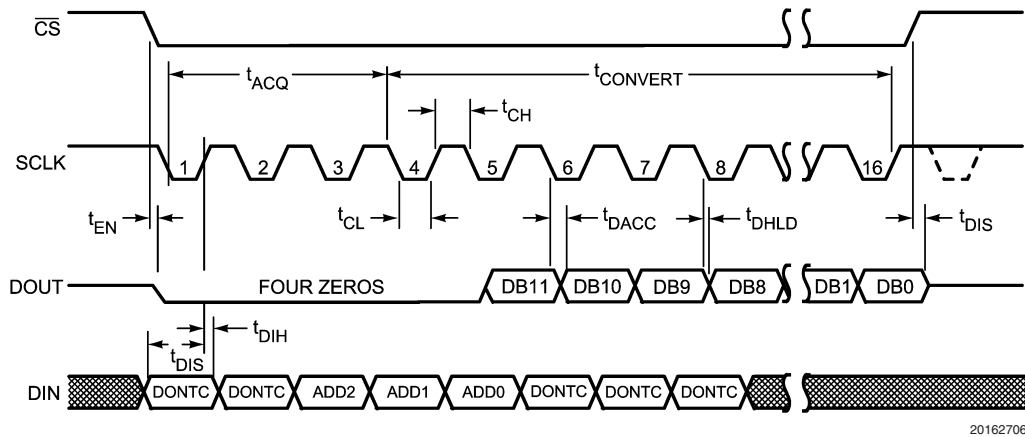 CS
tACQ
tCONVERT
tCH
SCLK
1 2 3 4 5 6 7 8 16
tEN
tCL
tDACC
tDHLD
tDIS
DOUT
FOUR ZEROS
DB11 DB10 DB9 DB8 DB1 DB0
tDIH
tDIS
DIN
DONTC DONTC ADD2 ADD1 ADD0 DONTC DONTC DONTC
20162706